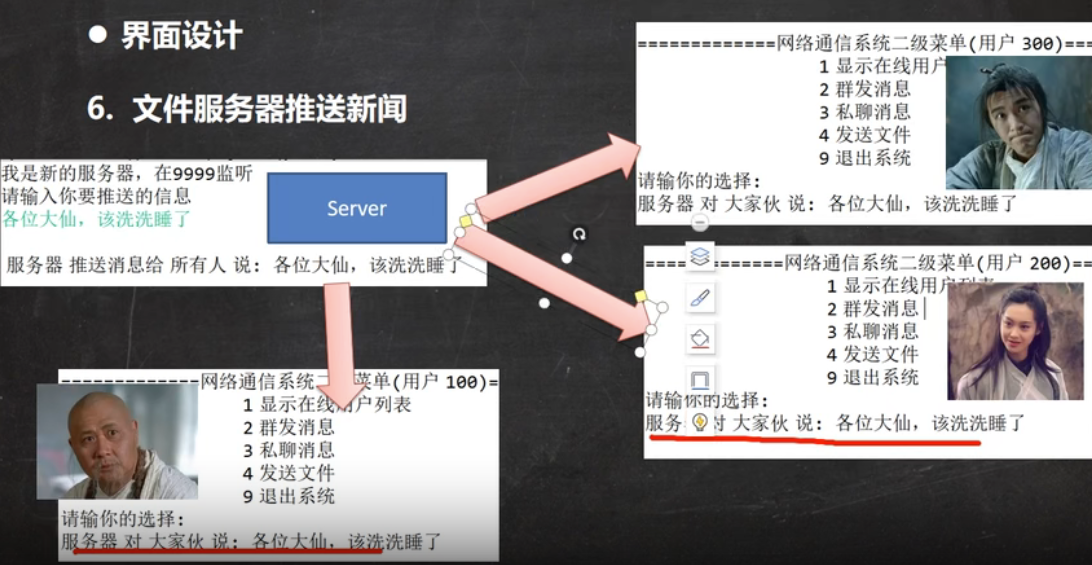 ● 界面设计
6. 文件服务器推送新闻
我是新的服务器，在9999监听
请输入你要推送的信息
各位大仙，该洗洗睡了
Server
服务器 推送消息给 所有人 说: 各位大仙，该洗洗睡了
=============网络通信系统二级菜单(用户 300)===
1 显示在线用户
2 群发消息
3 私聊消息
4 发送文件
9 退出系统
请输你的选择:
服务器 对 大家伙 说: 各位大仙，该洗洗睡了
=============网络通信系统二级菜单(用户 200)==
1 显示在线用户列表
2 群发消息
3 私聊消息
4 发送文件
9 退出系统
请输你的选择:
服务 对 大家伙 说: 各位大仙，该洗洗睡了
=============网络通信系统二级菜单(用户 100)=
1 显示在线用户列表
2 群发消息
3 私聊消息
4 发送文件
9 退出系统
请输你的选择:
服务器 对 大家伙 说: 各位大仙，该洗洗睡了